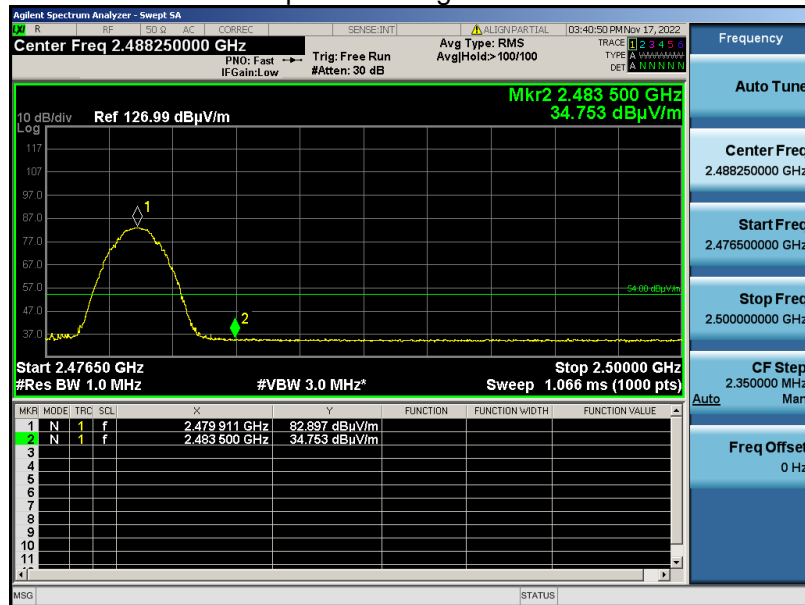 Agilent Spectrum Analyzer - Swept SA
LXI R RF 50 Ω AC CORREC SENSE:INT ALIGN PARTIAL 03:40:50 PM Nov 17, 2022
Center Freq 2.488250000 GHz
PNO: Fast
IFGain:Low
Trig: Free Run
#Atten: 30 dB
Avg Type: RMS
Avg|Hold:>100/100
TRACE 1 2 3 4 5 6
TYPE A WWWWW
DET A N N N N N
Mkr2 2.483 500 GHz
34.753 dBµV/m
10 dB/div Ref 126.99 dBµV/m
Log
117
107
97.0
87.0
77.0
67.0
57.0
47.0
37.0
1
2
54.00 dBµV/m
Start 2.47650 GHz Stop 2.50000 GHz
#Res BW 1.0 MHz #VBW 3.0 MHz* Sweep 1.066 ms (1000 pts)
MKR MODE TRC SCL X Y FUNCTION FUNCTION WIDTH FUNCTION VALUE
1 N 1 f 2.479 911 GHz 82.897 dBµV/m
2 N 1 f 2.483 500 GHz 34.753 dBµV/m
3
4
5
6
7
8
9
10
11
MSG STATUS
Frequency
Auto Tune
Center Freq
2.488250000 GHz
Start Freq
2.476500000 GHz
Stop Freq
2.500000000 GHz
CF Step
2.350000 MHz
Auto Man
Freq Offset
0 Hz